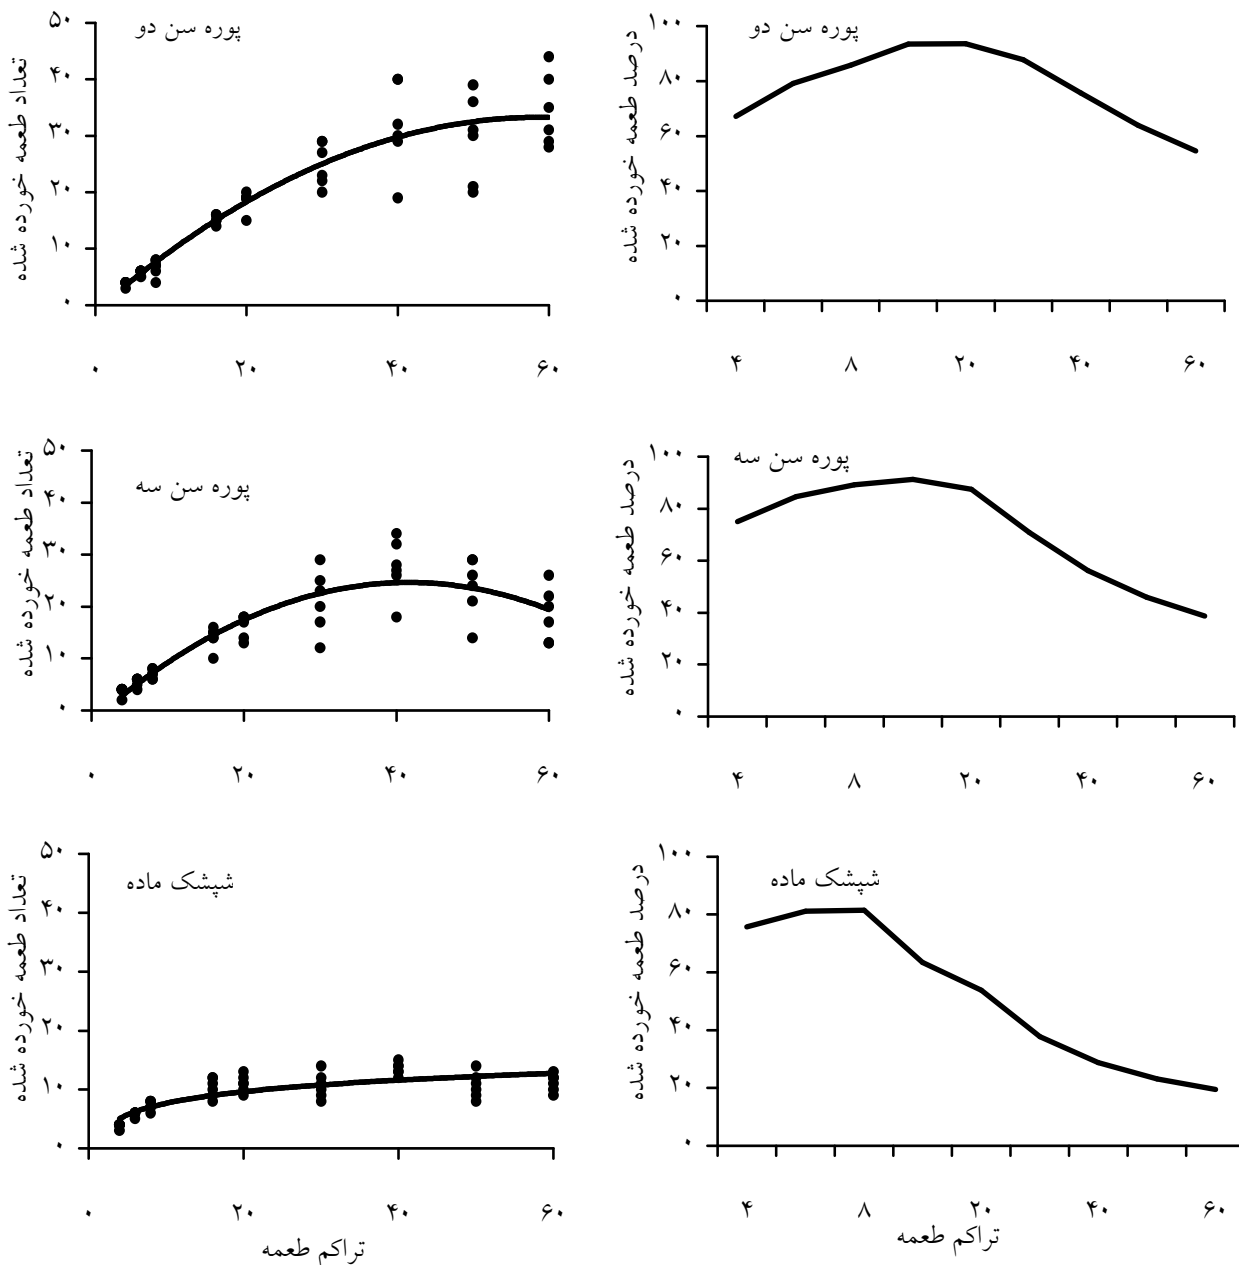 پوره سن دو
تعداد طعمه خورده شده
۵۰
۴۰
۳۰
۲۰
۱۰
۰
۰ ۲۰ ۴۰ ۶۰
پوره سن دو
درصد طعمه خورده شده
۱۰۰
۸۰
۶۰
۴۰
۲۰
۰
۴ ۸ ۲۰ ۴۰ ۶۰
پوره سن سه
تعداد طعمه خورده شده
۵۰
۴۰
۳۰
۲۰
۱۰
۰
۰ ۲۰ ۴۰ ۶۰
پوره سن سه
درصد طعمه خورده شده
۱۰۰
۸۰
۶۰
۴۰
۲۰
۰
۴ ۸ ۲۰ ۴۰ ۶۰
شپشک ماده
تعداد طعمه خورده شده
۵۰
۴۰
۳۰
۲۰
۱۰
۰
۰ ۲۰ ۴۰ ۶۰
تراکم طعمه
شپشک ماده
درصد طعمه خورده شده
۱۰۰
۸۰
۶۰
۴۰
۲۰
۰
۴ ۸ ۲۰ ۴۰ ۶۰
تراکم طعمه